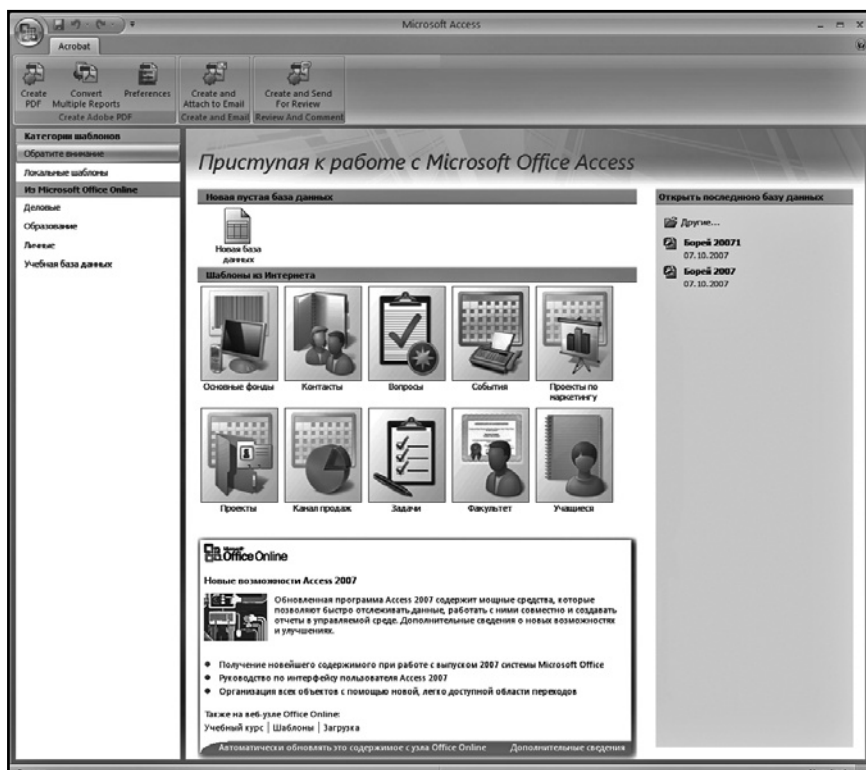 Microsoft Access
Acrobat
Create PDF
Convert Multiple Reports
Preferences
Create and Attach to Email
Create and Send For Review
Create Adobe PDF
Create and Email
Review And Comment
Категории шаблонов
Обратите внимание
Локальные шаблоны
Из Microsoft Office Online
Деловые
Образование
Личные
Учебная база данных
Приступая к работе с Microsoft Office Access
Новая пустая база данных
Новая база
данных
Шаблоны из Интернета
Основные фонды
Контакты
Вопросы
События
Проекты по
маркетингу
Проекты
Канал продаж
Задачи
Факультет
Учащиеся
Microsoft
Office Online
Новые возможности Access 2007
Обновленная программа Access 2007 содержит мощные средства, которые
позволяют быстро отслеживать данные, работать с ними совместно и создавать
отчеты в управляемой среде. Дополнительные сведения о новых возможностях
и улучшениях.
Получение новейшего содержимого при работе с выпуском 2007 системы Microsoft Office
Руководство по интерфейсу пользователя Access 2007
Организация всех объектов с помощью новой, легко доступной области переходов
Также на веб-узле Office Online:
Учебный курс | Шаблоны | Загрузка
Автоматически обновлять это содержимое с узла Office Online
Дополнительные сведения
Открыть последнюю базу данных
Другие...
Борей 20071
07.10.2007
Борей 2007
07.10.2007